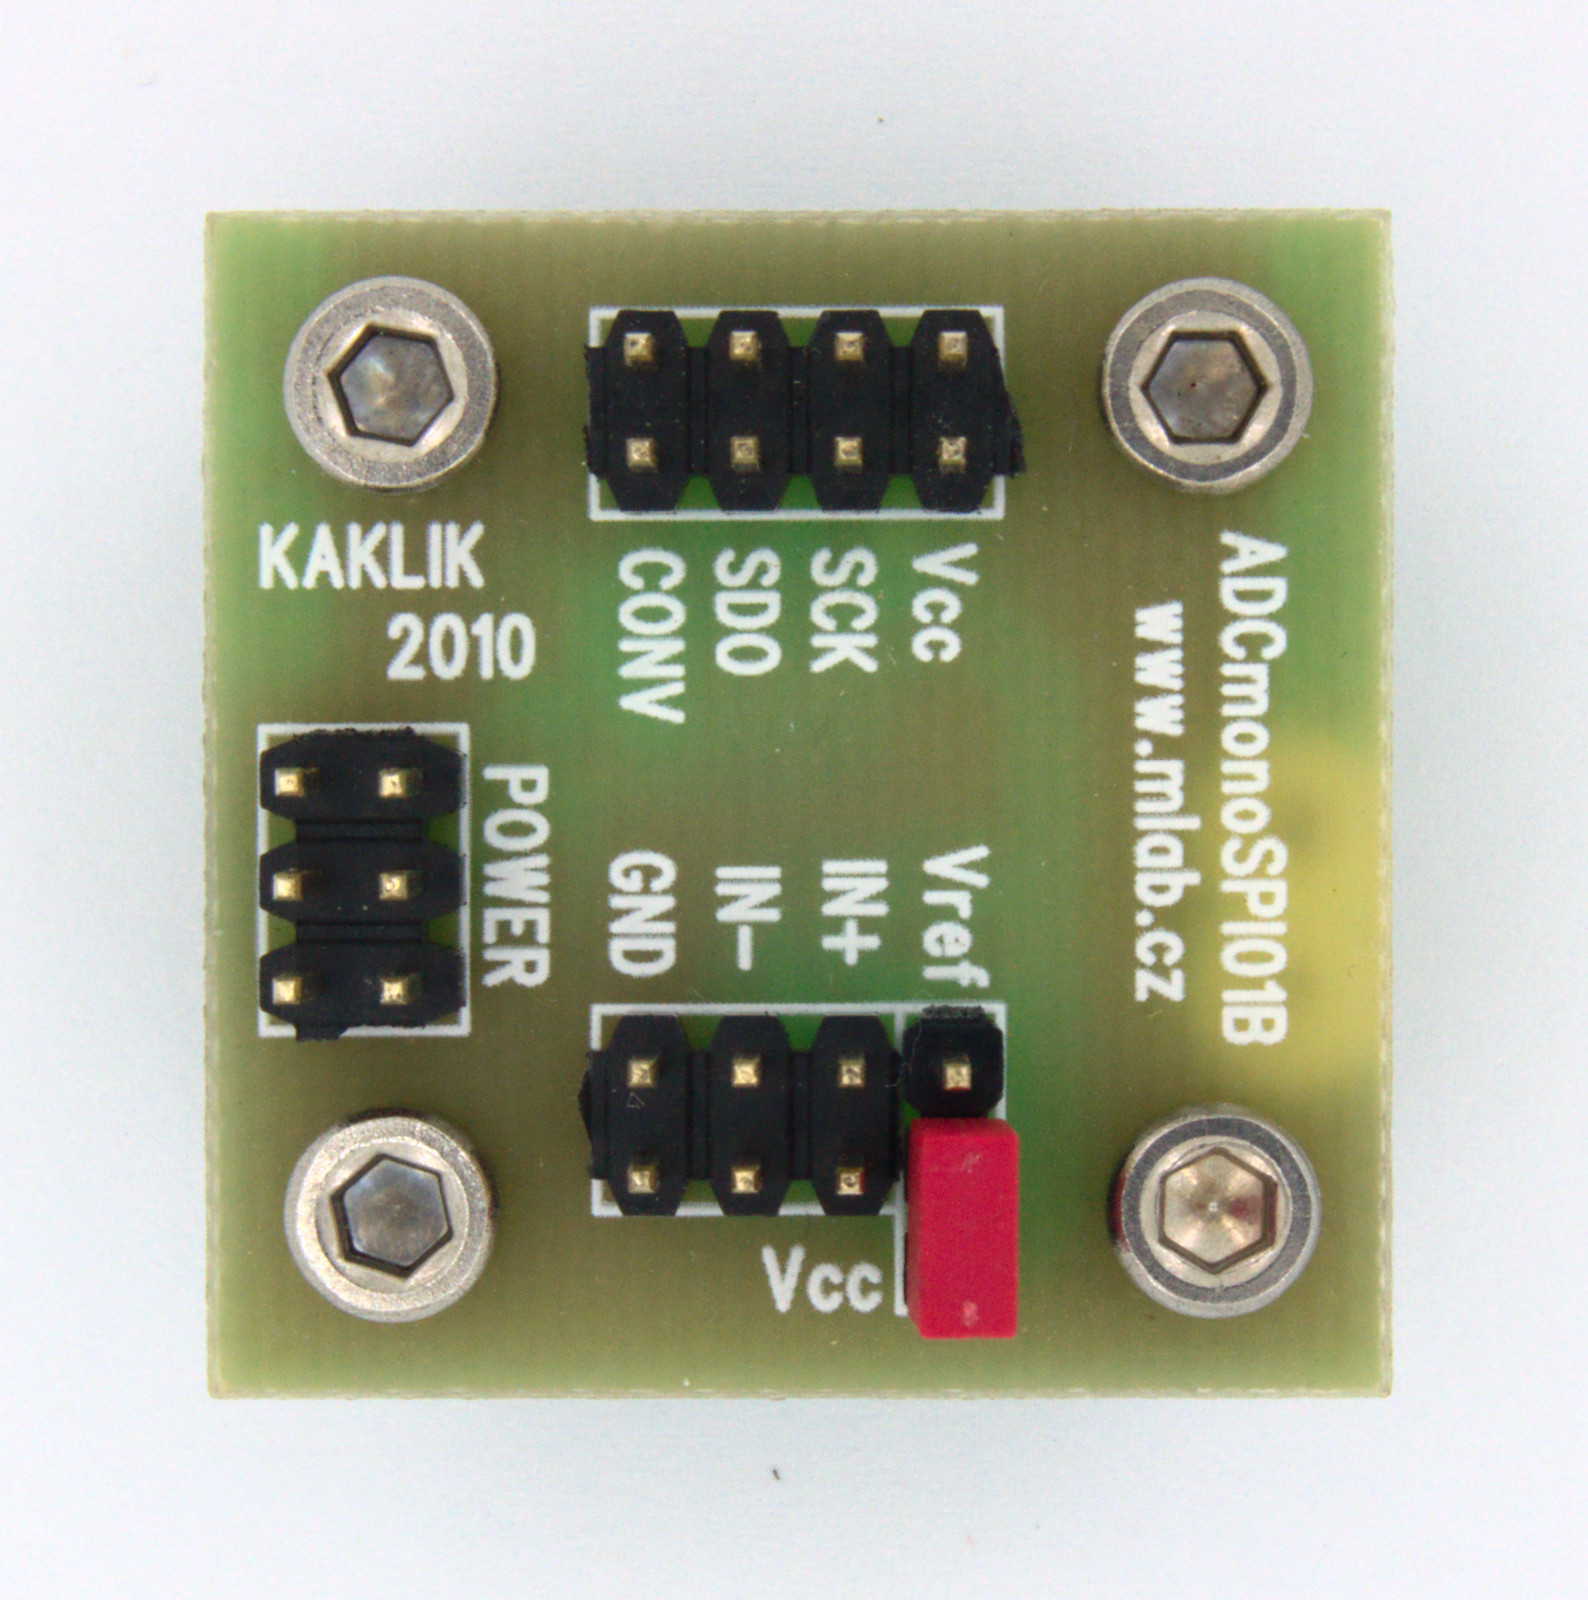 ADCmonoSPI01B
www.mlab.cz
Vcc
SCK
SDO
CONV
Vref
IN+
IN-
GND
Vcc
POWER
KAKLIK
2010